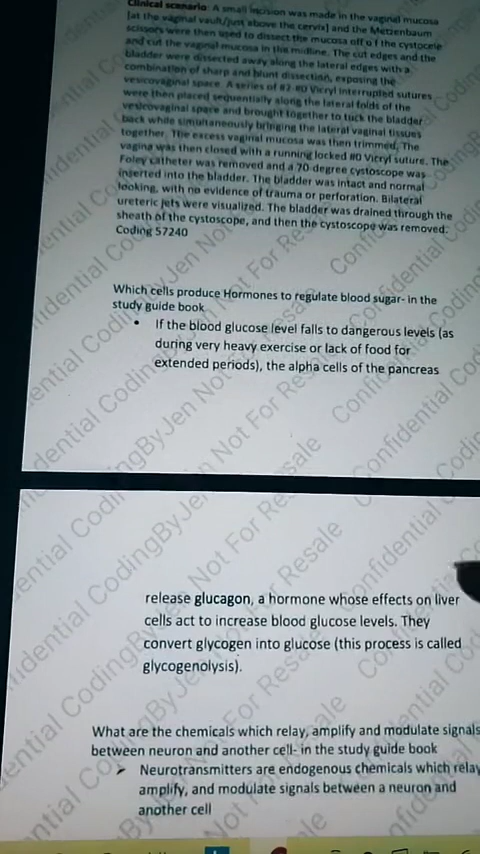 Clinical scenario: A small incision was made in the vaginal mucosa
[at the vaginal vault/just above the cervix] and the Metzenbaum
scissors were then used to dissect the mucosa off of the cystocele
and cut the vaginal mucosa in the midline. The cut edges and the
bladder were dissected away along the lateral edges with a
combination of sharp and blunt dissection, exposing the
vesicovaginal space. A series of #2-#0 Vicryl interrupted sutures
were then placed sequentially along the lateral folds of the
vesicovaginal space and brought together to tuck the bladder
back while simultaneously bringing the lateral vaginal tissues
together. The excess vaginal mucosa was then trimmed. The
vagina was then closed with a running locked #0 Vicryl suture. The
Foley catheter was removed and a 70-degree cystoscope was
inserted into the bladder. The bladder was intact and normal
looking, with no evidence of trauma or perforation. Bilateral
ureteric jets were visualized. The bladder was drained through the
sheath of the cystoscope, and then the cystoscope was removed.
Coding 57240
Which cells produce Hormones to regulate blood sugar- in the
study guide book
• If the blood glucose level falls to dangerous levels (as
during very heavy exercise or lack of food for
extended periods), the alpha cells of the pancreas
release glucagon, a hormone whose effects on liver
cells act to increase blood glucose levels. They
convert glycogen into glucose (this process is called
glycogenolysis).
What are the chemicals which relay, amplify and modulate signals
between neuron and another cell- in the study guide book
➤ Neurotransmitters are endogenous chemicals which relay
amplify, and modulate signals between a neuron and
another cell
Confidential CodingByJen Not For Resale